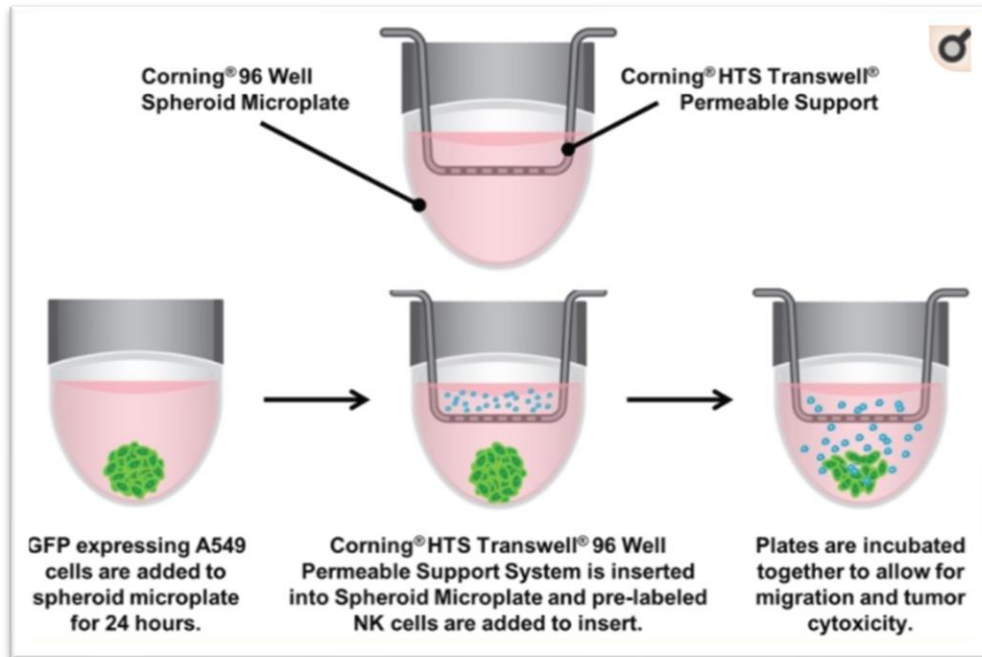 Corning® 96 Well
Spheroid Microplate
Corning® HTS Transwell®
Permeable Support
GFP expressing A549
cells are added to
spheroid microplate
for 24 hours.
Corning® HTS Transwell® 96 Well
Permeable Support System is inserted
into Spheroid Microplate and pre-labeled
NK cells are added to insert.
Plates are incubated
together to allow for
migration and tumor
cytoxicity.